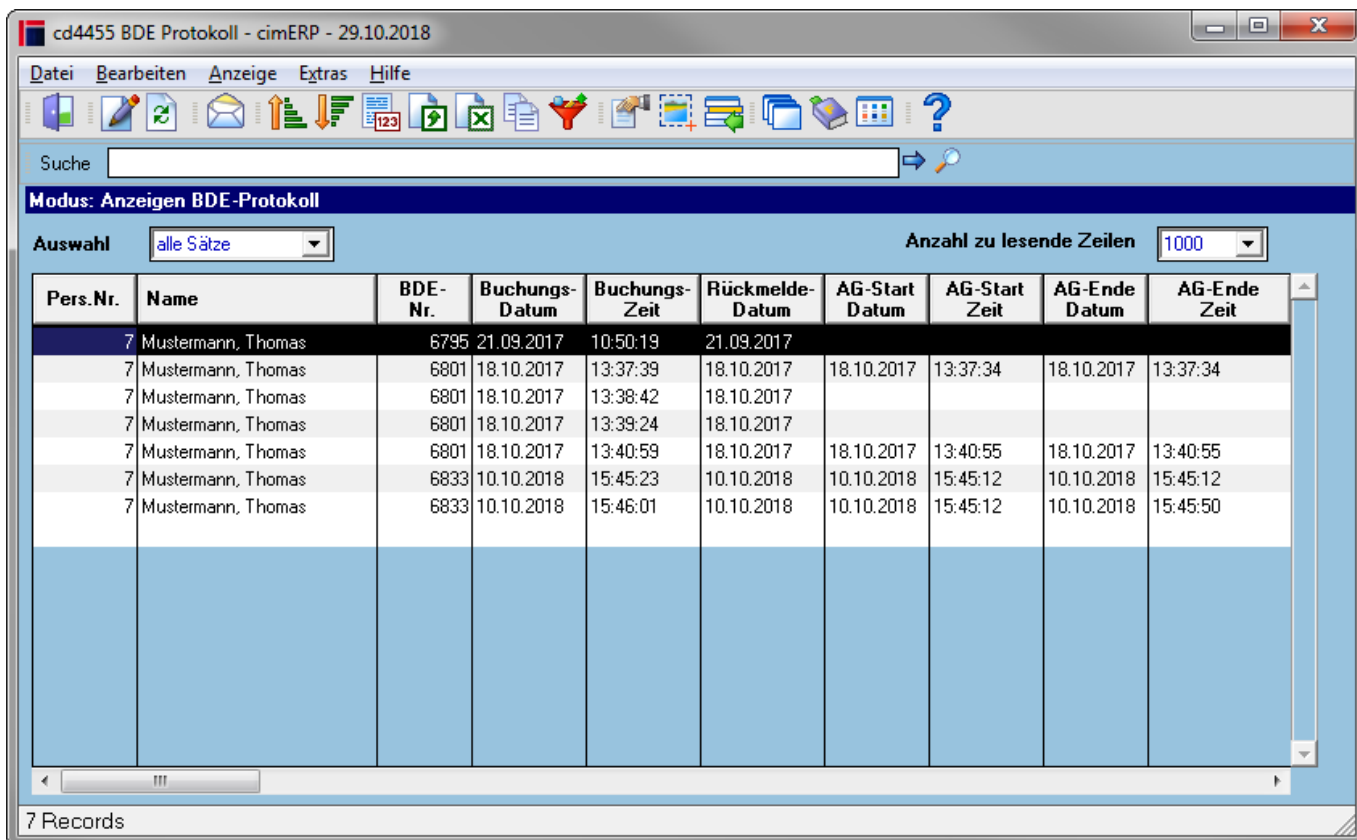 cd4455 BDE Protokoll - cimERP - 29.10.2018
Datei Bearbeiten Anzeige Extras Hilfe
123
Suche
Modus: Anzeigen BDE-Protokoll
Auswahl alle Sätze Anzahl zu lesende Zeilen 1000
Pers.Nr. Name BDE-Nr. Buchungs-Datum Buchungs-Zeit Rückmelde-Datum AG-Start Datum AG-Start Zeit AG-Ende Datum AG-Ende Zeit
7 Mustermann, Thomas 6795 21.09.2017 10:50:19 21.09.2017
7 Mustermann, Thomas 6801 18.10.2017 13:37:39 18.10.2017 18.10.2017 13:37:34 18.10.2017 13:37:34
7 Mustermann, Thomas 6801 18.10.2017 13:38:42 18.10.2017
7 Mustermann, Thomas 6801 18.10.2017 13:39:24 18.10.2017
7 Mustermann, Thomas 6801 18.10.2017 13:40:59 18.10.2017 18.10.2017 13:40:55 18.10.2017 13:40:55
7 Mustermann, Thomas 6833 10.10.2018 15:45:23 10.10.2018 10.10.2018 15:45:12 10.10.2018 15:45:12
7 Mustermann, Thomas 6833 10.10.2018 15:46:01 10.10.2018 10.10.2018 15:45:12 10.10.2018 15:45:50
7 Records